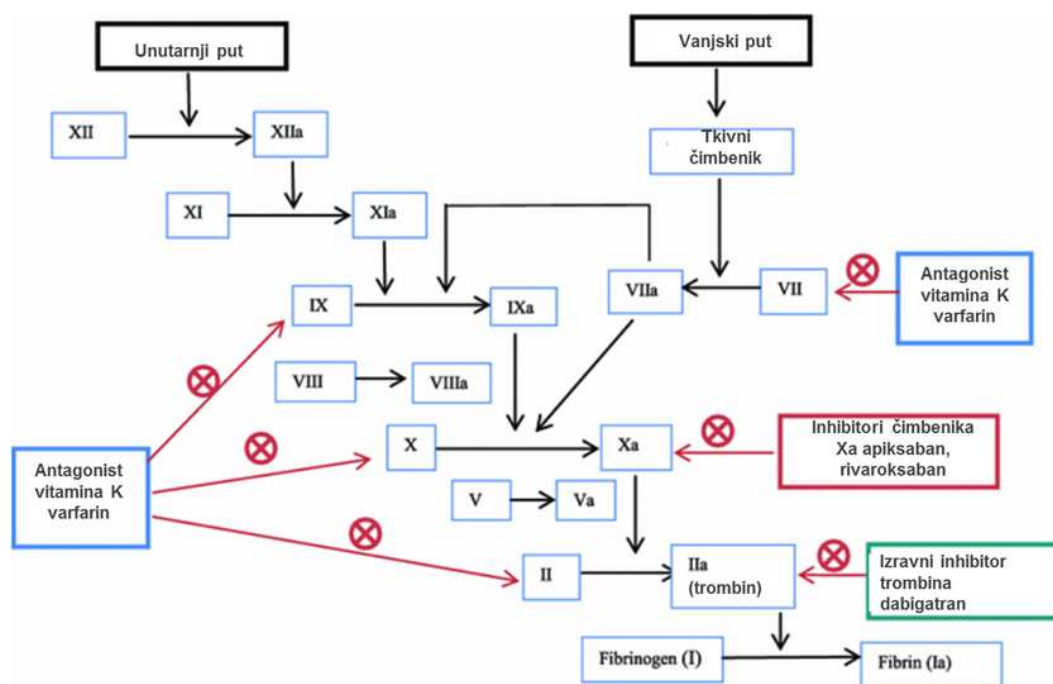 Unutarnji put
Vanjski put
XII
XIIa
Tkivni
čimbenik
XI
XIa
IX
IXa
VIIa
VII
Antagonist
vitamina K
varfarin
VIII
VIIIa
X
Xa
Inhibitori čimbenika
Xa apiksaban,
rivaroksaban
Antagonist
vitamina K
varfarin
V
Va
II
IIa
(trombin)
Izravni inhibitor
trombina
dabigatran
Fibrinogen (I)
Fibrin (Ia)